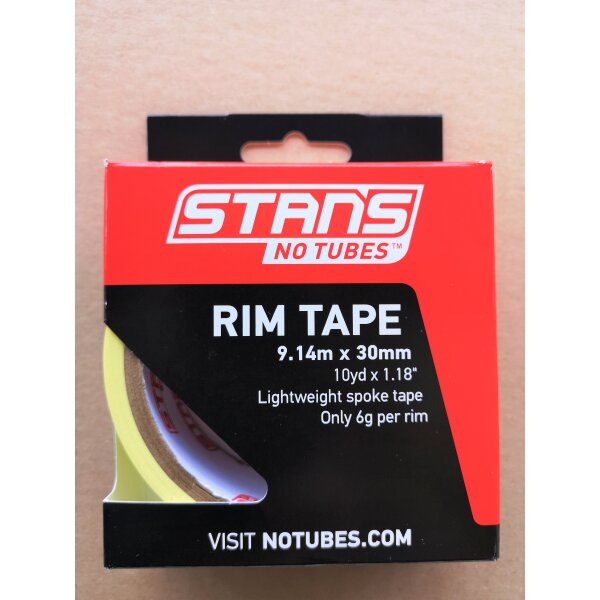 STANS
NO TUBES™
RIM TAPE
9.14m x 30mm
10yd x 1.18"
Lightweight spoke tape
Only 6g per rim
VISIT NOTUBES.COM